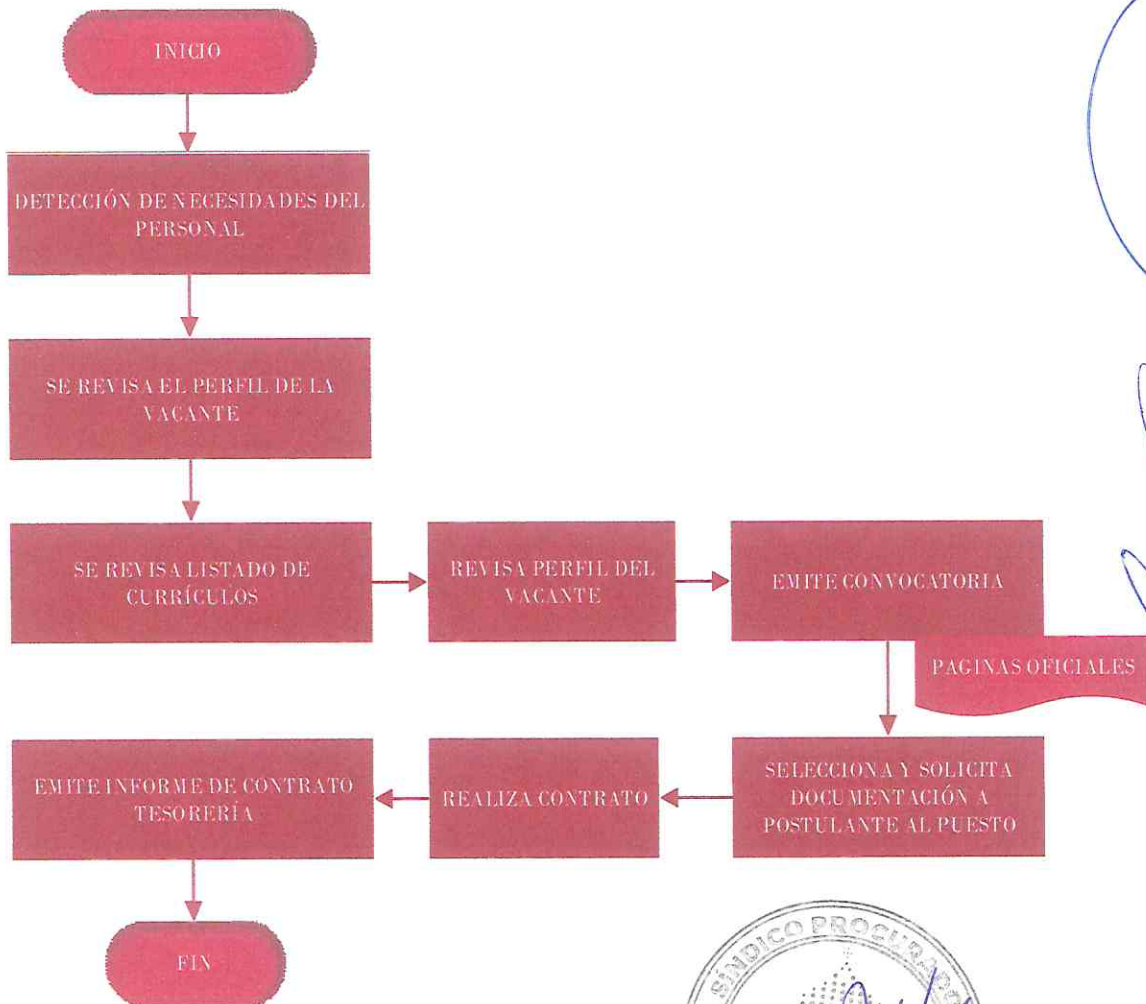 INICIO
DETECCIÓN DE NECESIDADES DEL
PERSONAL
SE REVISA EL PERFIL DE LA
VACANTE
SE REVISA LISTADO DE
CURRÍCULOS
REVISA PERFIL DEL
VACANTE
EMITE CONVOCATORIA
PAGINAS OFICIALES
SELECCIONA Y SOLICITA
DOCUMENTACIÓN A
POSTULANTE AL PUESTO
REALIZA CONTRATO
EMITE INFORME DE CONTRATO
TESORERÍA
FIN
SÍNDICO